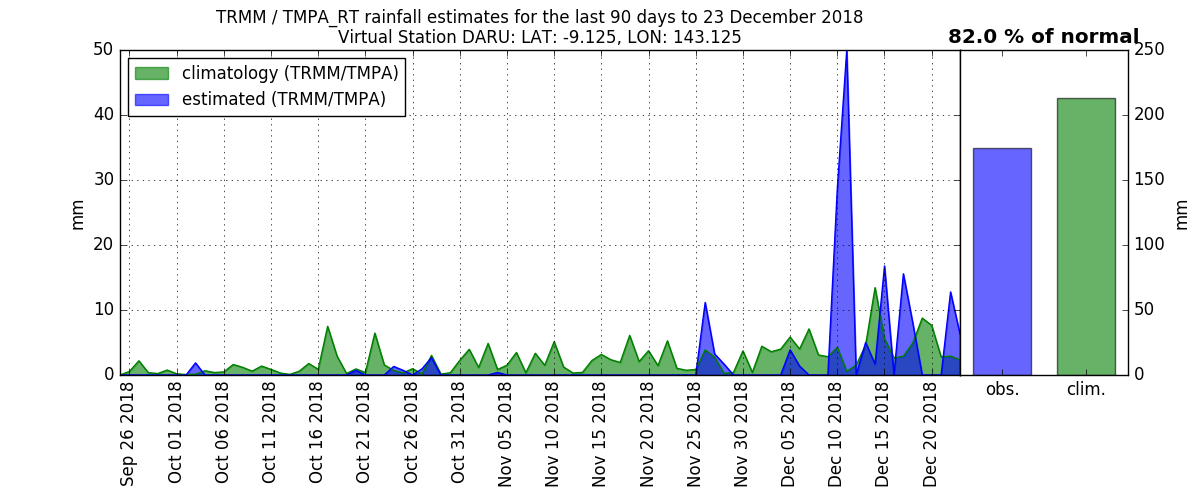 TRMM / TMPA_RT rainfall estimates for the last 90 days to 23 December 2018
Virtual Station DARU: LAT: -9.125, LON: 143.125
82.0 % of normal
climatology (TRMM/TMPA)
estimated (TRMM/TMPA)
50
40
30
20
10
0
mm
250
200
150
100
50
0
mm
Sep 26 2018
Oct 01 2018
Oct 06 2018
Oct 11 2018
Oct 16 2018
Oct 21 2018
Oct 26 2018
Oct 31 2018
Nov 05 2018
Nov 10 2018
Nov 15 2018
Nov 20 2018
Nov 25 2018
Nov 30 2018
Dec 05 2018
Dec 10 2018
Dec 15 2018
Dec 20 2018
obs.
clim.